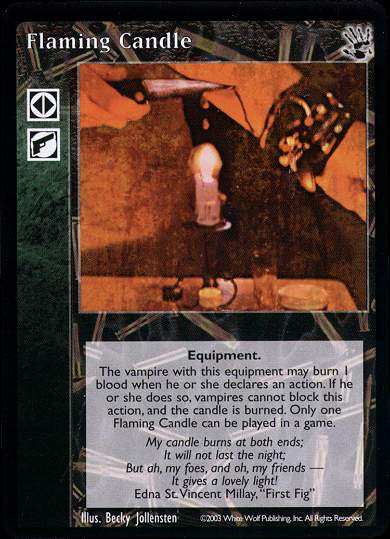 Flaming Candle
Equipment.
The vampire with this equipment may burn 1
blood when he or she declares an action. If he
or she does so, vampires cannot block this
action, and the candle is burned. Only one
Flaming Candle can be played in a game.
My candle burns at both ends;
It will not last the night;
But ah, my foes, and oh, my friends —
It gives a lovely light!
Edna St. Vincent Millay, "First Fig"
Illus. Becky Jollensten
©2003 White Wolf Publishing, Inc. All Rights Reserved.